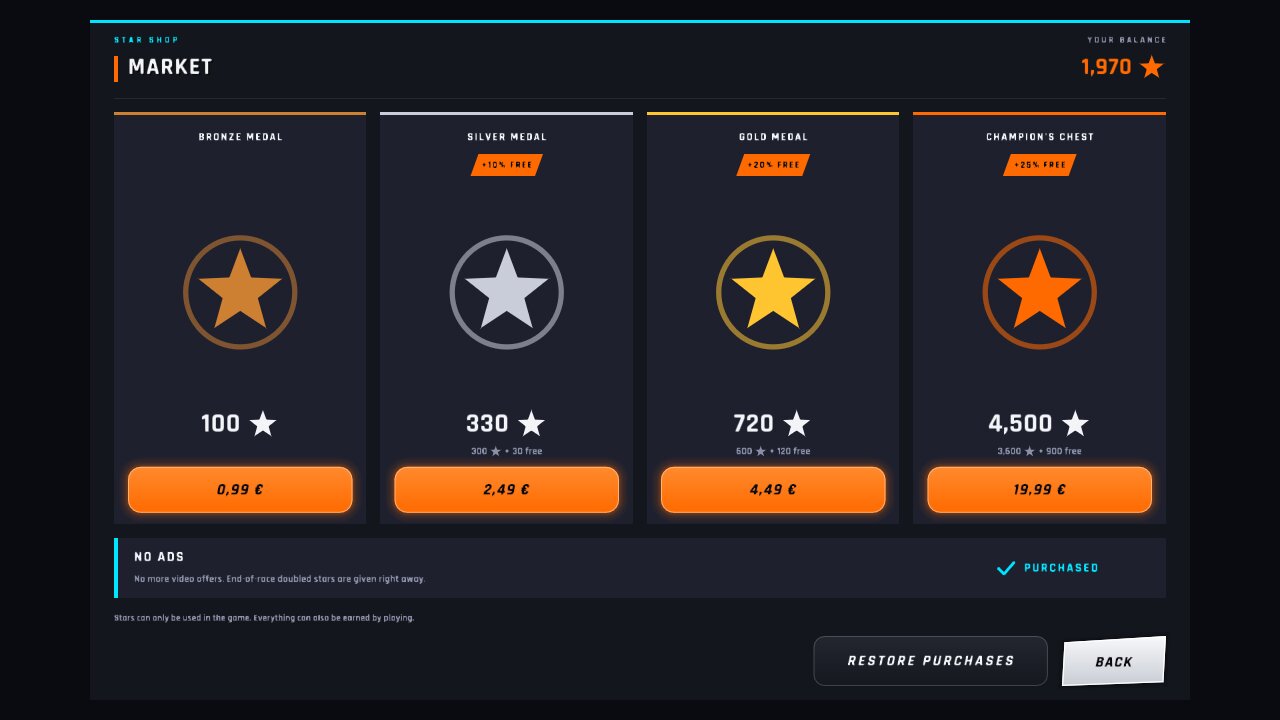 STAR SHOP
MARKET
YOUR BALANCE
1,970
BRONZE MEDAL
100
0,99 €
SILVER MEDAL
+10% FREE
330
300 + 30 free
2,49 €
GOLD MEDAL
+20% FREE
720
600 + 120 free
4,49 €
CHAMPION'S CHEST
+25% FREE
4,500
3,600 + 900 free
19,99 €
NO ADS
No more video offers. End-of-race doubled stars are given right away.
PURCHASED
Stars can only be used in the game. Everything can also be earned by playing.
RESTORE PURCHASES
BACK